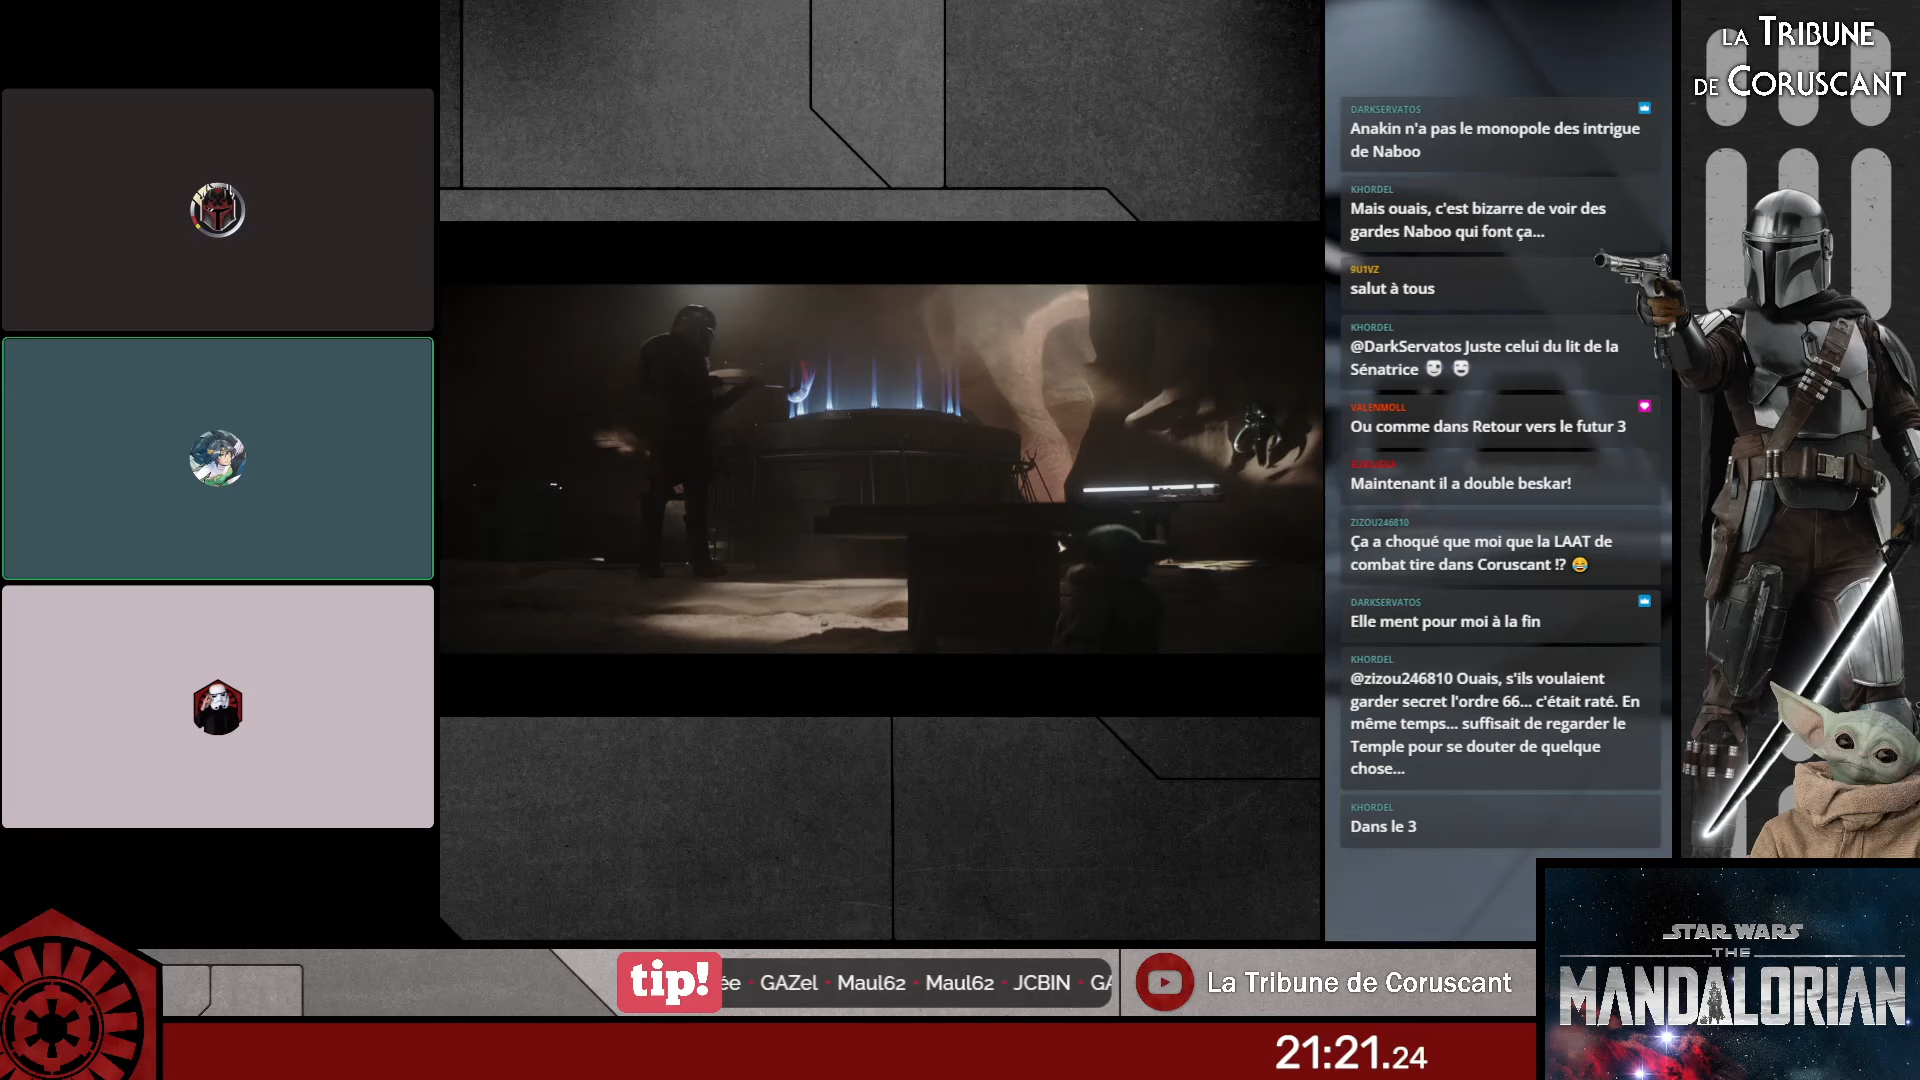 LA TRIBUNE
DE CORUSCANT
DARKSERVATOS
Anakin n'a pas le monopole des intrigue
de Naboo
KHORDEL
Mais ouais, c'est bizarre de voir des
gardes Naboo qui font ça...
9U1VZ
salut à tous
KHORDEL
@DarkServatos Juste celui du lit de la
Sénatrice
VALENMOLL
Ou comme dans Retour vers le futur 3
Maintenant il a double beskar!
ZIZOU246810
Ça a choqué que moi que la LAAT de
combat tire dans Coruscant !? 😂
DARKSERVATOS
Elle ment pour moi à la fin
KHORDEL
@zizou246810 Ouais, s'ils voulaient
garder secret l'ordre 66... c'était raté. En
même temps... suffisait de regarder le
Temple pour se douter de quelque
chose...
KHORDEL
Dans le 3
tip!
ée • GAZel • Maul62 • Maul62 • JCBIN • GA
La Tribune de Coruscant
21:21.24
STAR WARS
THE
MANDALORIAN